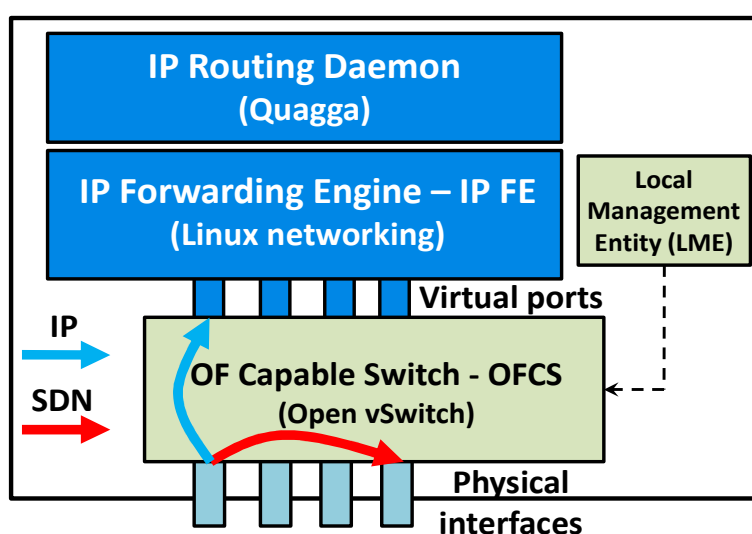 IP Routing Daemon
(Quagga)
IP Forwarding Engine – IP FE
(Linux networking)
Local
Management
Entity (LME)
Virtual ports
IP
SDN
OF Capable Switch - OFCS
(Open vSwitch)
Physical
interfaces